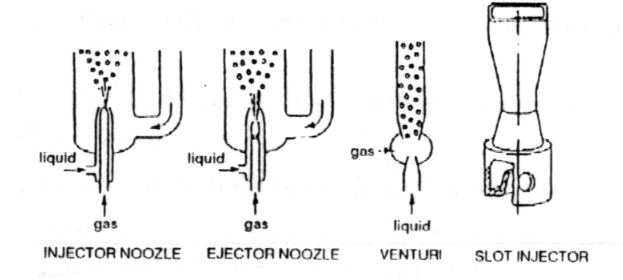 liquid
gas
INJECTOR NOOZLE
liquid
gas
EJECTOR NOOZLE
gas
liquid
VENTURI
SLOT INJECTOR